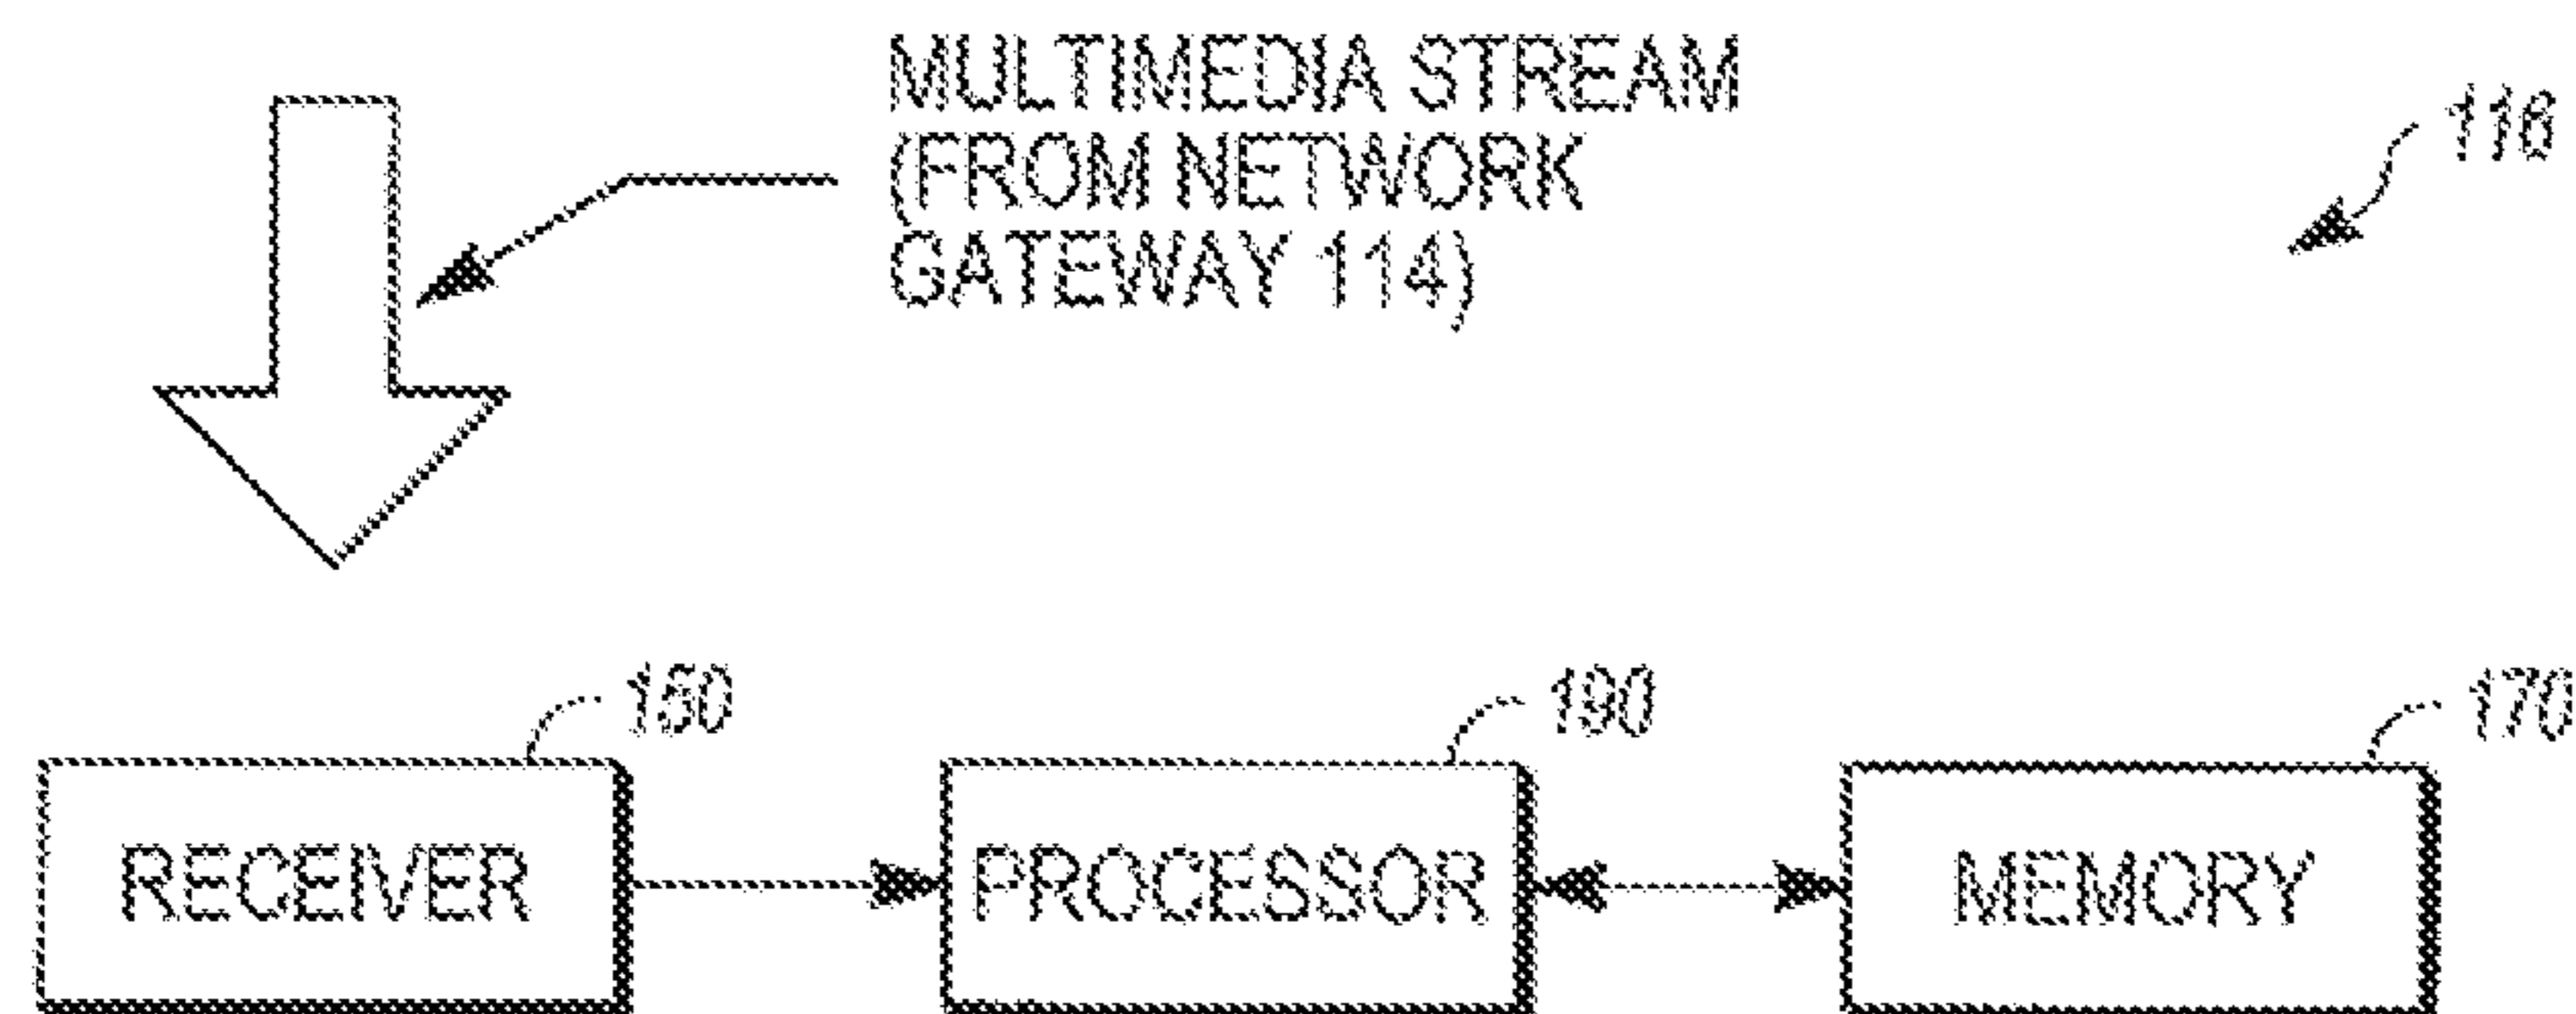 MULTIMEDIA STREAM
(FROM NETWORK
GATEWAY 114)
116
150
190
170
RECEIVER
PROCESSOR
MEMORY